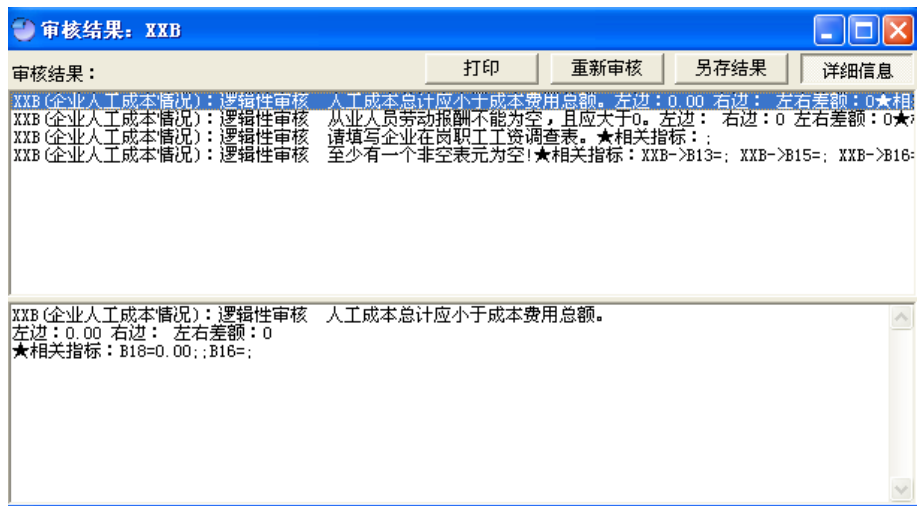 审核结果：XXB
审核结果： 打印 重新审核 另存结果 详细信息
XXB(企业人工成本情况)：逻辑性审核 人工成本总计应小于成本费用总额。左边：0.00 右边： 左右差额：0★相
XXB(企业人工成本情况)：逻辑性审核 从业人员劳动报酬不能为空，且应大于0。左边： 右边：0 左右差额：0★
XXB(企业人工成本情况)：逻辑性审核 请填写企业在岗职工工资调查表。★相关指标：;
XXB(企业人工成本情况)：逻辑性审核 至少有一个非空表元为空!★相关指标：XXB->B13=; XXB->B15=; XXB->B16=
XXB(企业人工成本情况)：逻辑性审核 人工成本总计应小于成本费用总额。
左边：0.00 右边： 左右差额：0
★相关指标：B18=0.00;;B16=;